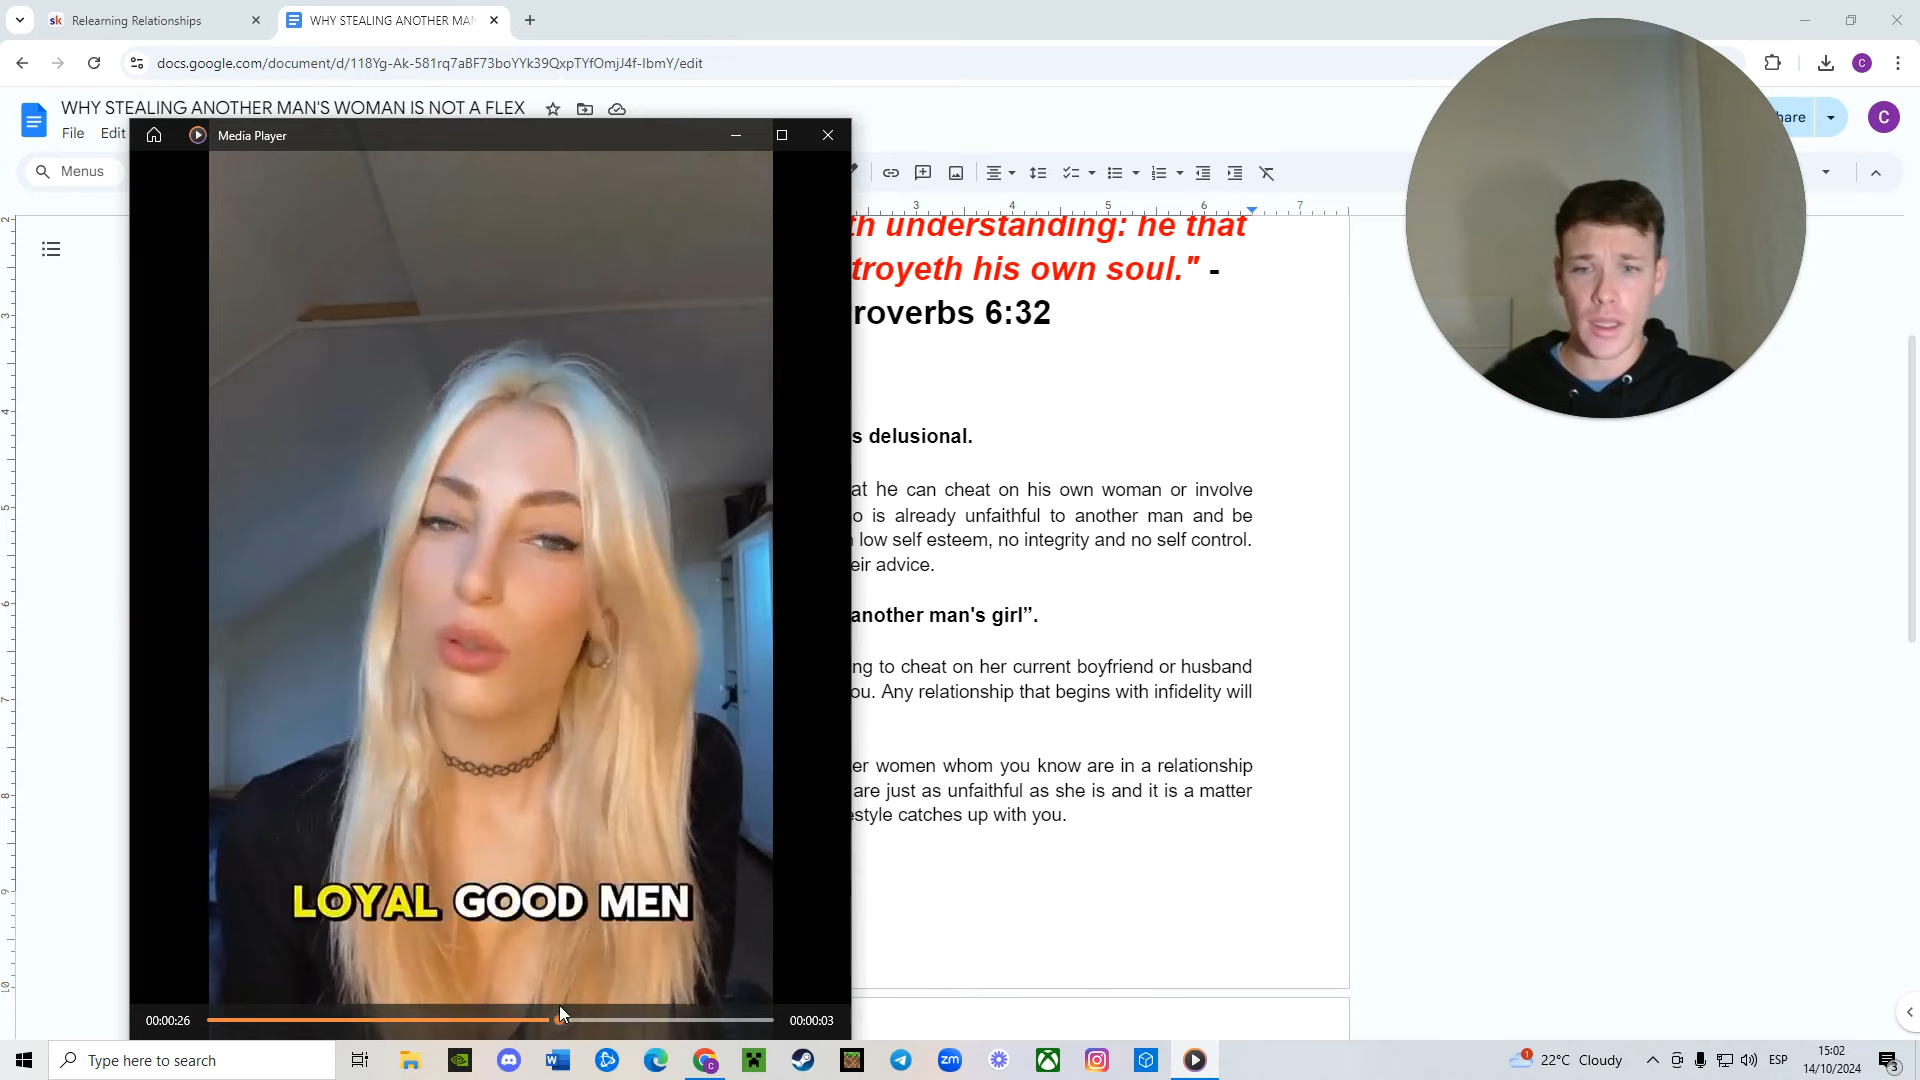 Relearning Relationships
WHY STEALING ANOTHER MAN
docs.google.com/document/d/118Yg-Ak-581rq7aBF73boYYk39QxpTYfOmjJ4f-IbmY/edit
WHY STEALING ANOTHER MAN'S WOMAN IS NOT A FLEX
File Edit
Menus
Media Player
hare
C
3 4 5 6 7
th understanding: he that
troyeth his own soul." -
roverbs 6:32
s delusional.
at he can cheat on his own woman or involve
o is already unfaithful to another man and be
low self esteem, no integrity and no self control.
eir advice.
another man's girl”.
ng to cheat on her current boyfriend or husband
ou. Any relationship that begins with infidelity will
er women whom you know are in a relationship
are just as unfaithful as she is and it is a matter
estyle catches up with you.
LOYAL GOOD MEN
00:00:26
00:00:03
Type here to search
22°C Cloudy
ESP
15:02
14/10/2024